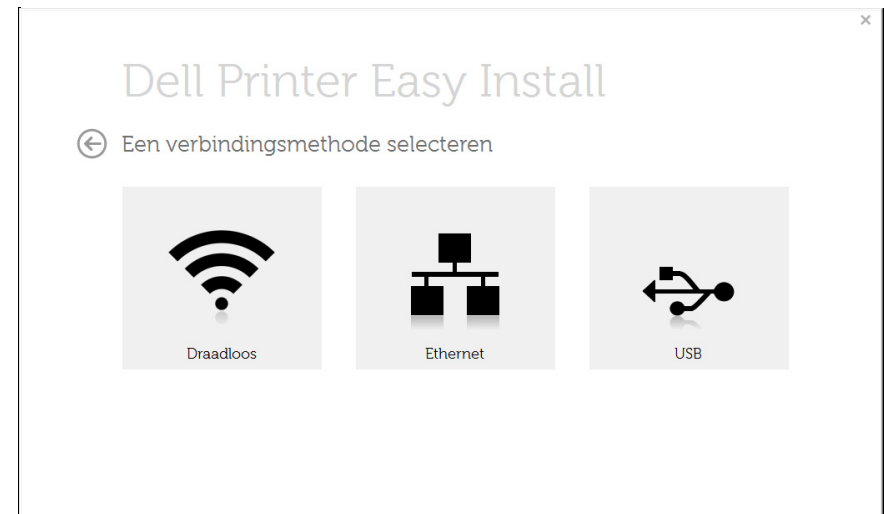 Dell Printer Easy Install
Een verbindingsmethode selecteren
Draadloos
Ethernet
USB